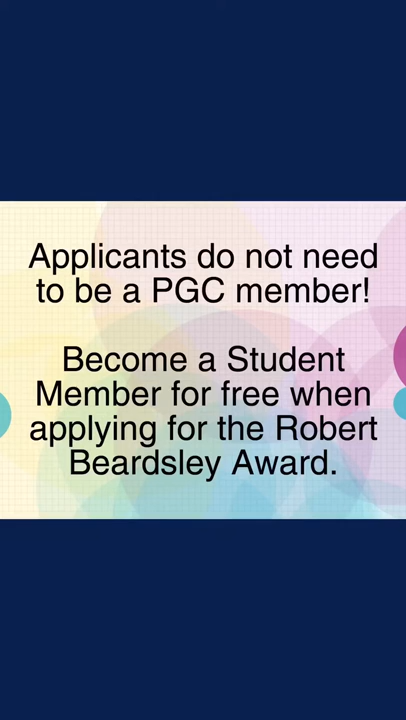 Applicants do not need
to be a PGC member!
Become a Student
Member for free when
applying for the Robert
Beardsley Award.